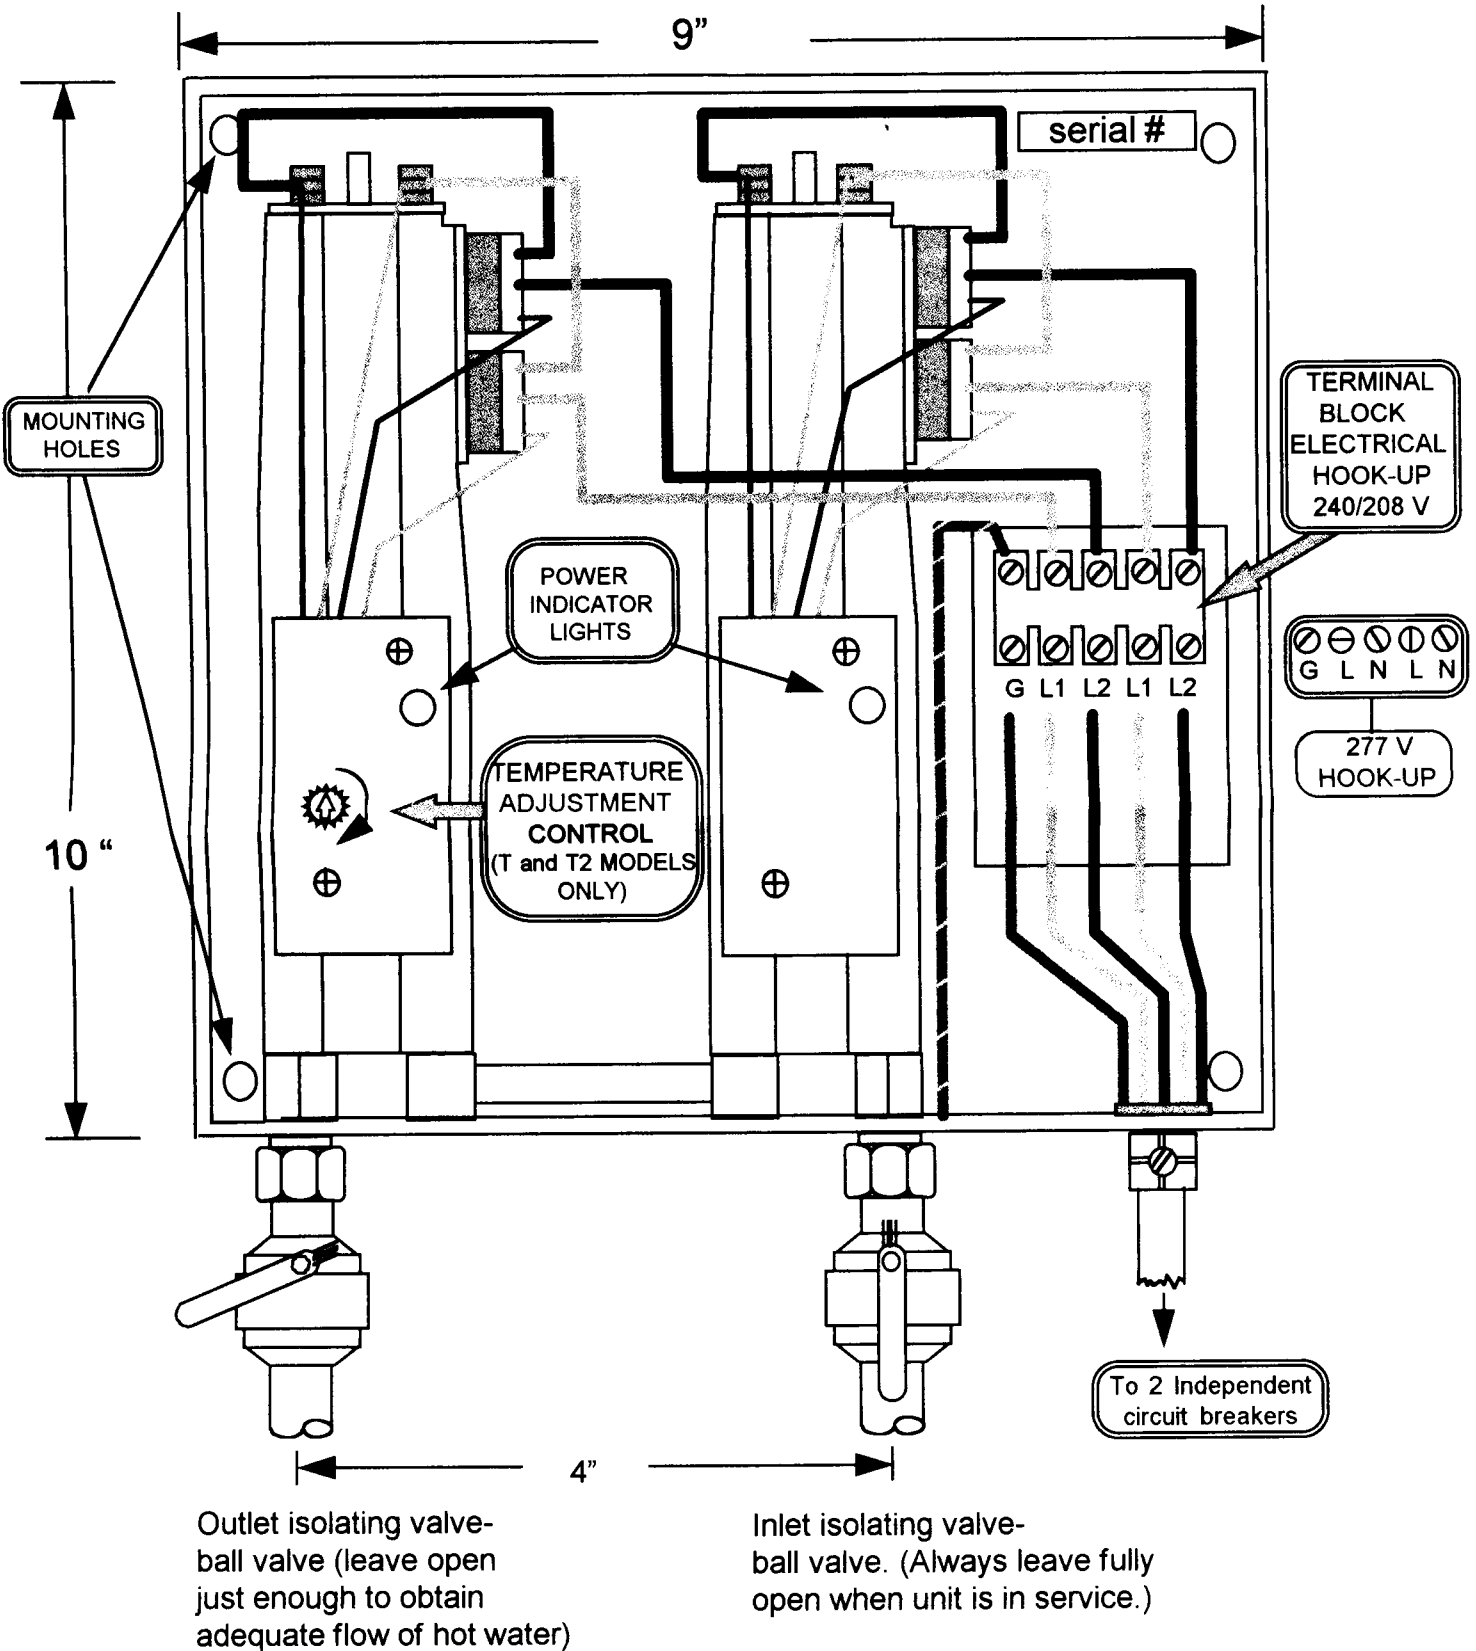 9”
serial #
MOUNTING
HOLES
TERMINAL
BLOCK
ELECTRICAL
HOOK-UP
240/208 V
POWER
INDICATOR
LIGHTS
G L N L N
G L1 L2 L1 L2
277 V
HOOK-UP
TEMPERATURE
ADJUSTMENT
CONTROL
(T and T2 MODELS
ONLY)
10 “
To 2 Independent
circuit breakers
4”
Outlet isolating valve-
ball valve (leave open
just enough to obtain
adequate flow of hot water)
Inlet isolating valve-
ball valve. (Always leave fully
open when unit is in service.)